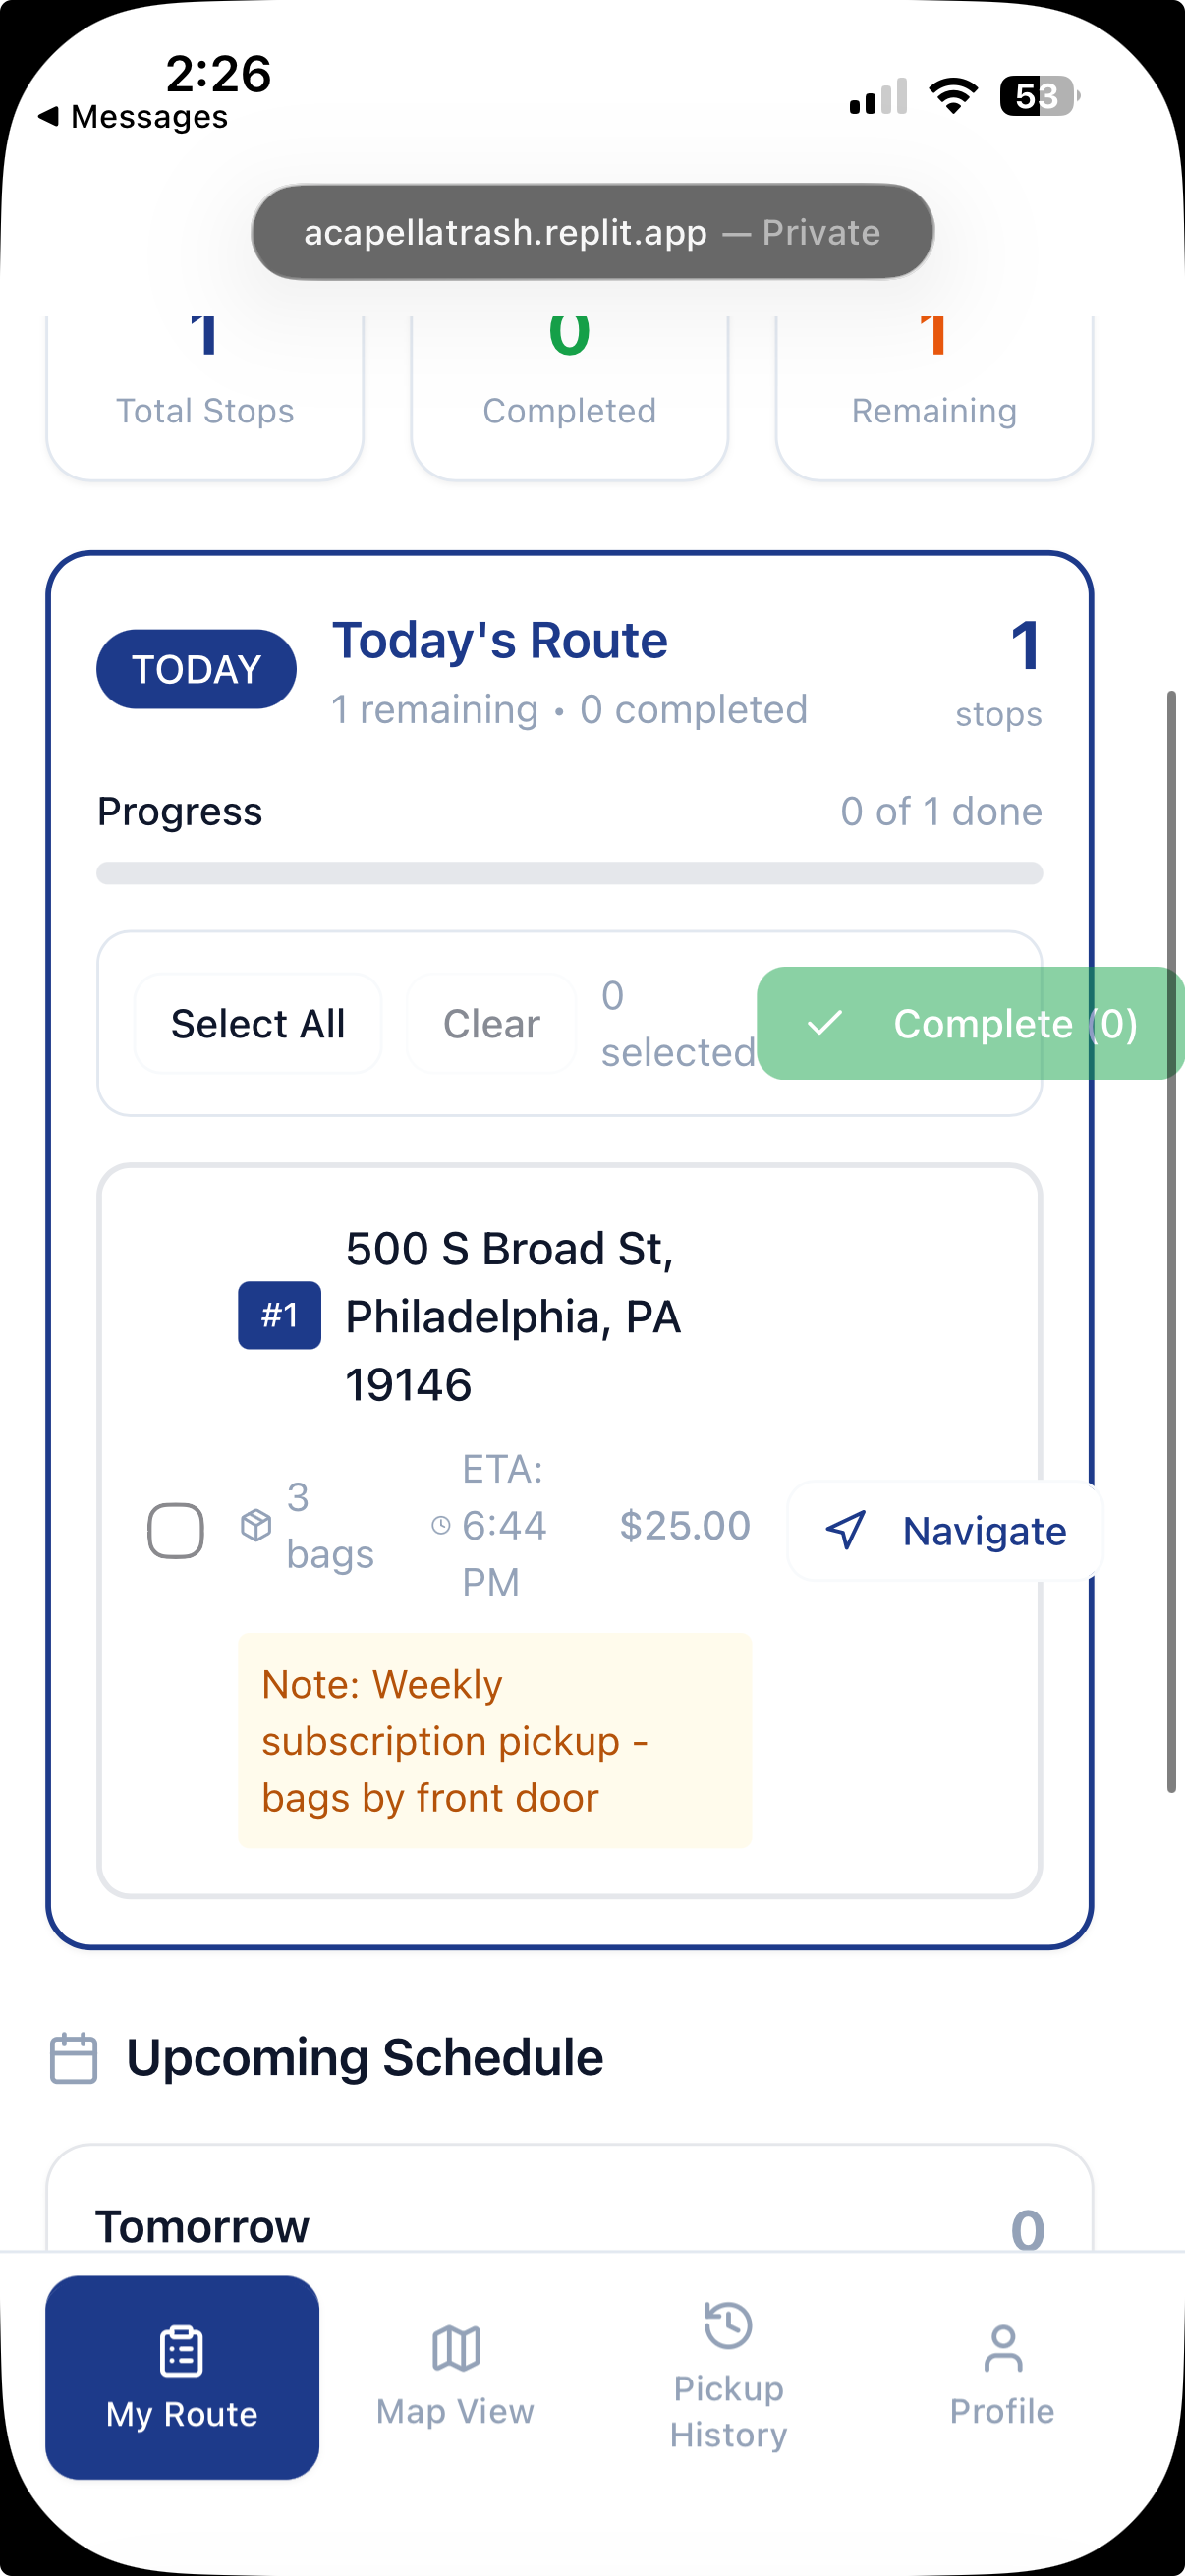 2:26
Messages
53
acapellatrash.replit.app — Private
1
0
1
Total Stops
Completed
Remaining
TODAY
Today's Route
1
1 remaining • 0 completed
stops
Progress
0 of 1 done
Select All
Clear
0
selected
Complete (0)
500 S Broad St,
#1
Philadelphia, PA
19146
3
bags
ETA:
6:44
PM
$25.00
Navigate
Note: Weekly
subscription pickup -
bags by front door
Upcoming Schedule
Tomorrow
0
My Route
Map View
Pickup
History
Profile